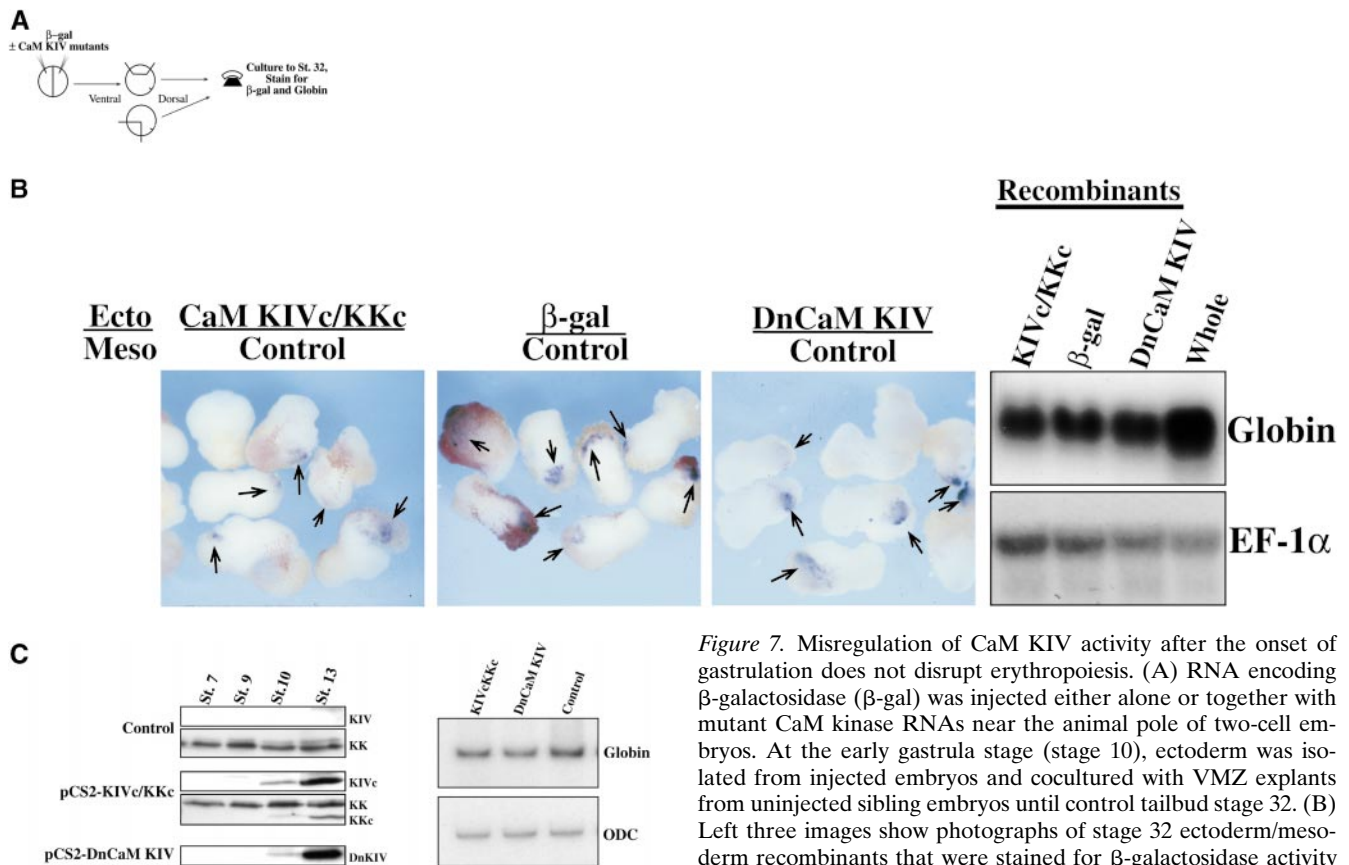 A
β-gal
± CaM KIV mutants
Ventral
Dorsal
Culture to St. 32,
Stain for
β-gal and Globin
B
Recombinants
KIVc/KKc
β-gal
DnCaM KIV
Whole
Ecto
Meso
CaM KIVc/KKc
Control
β-gal
Control
DnCaM KIV
Control
Globin
EF-1α
C
St. 7
St. 9
St.10
St. 13
Control
KIV
KK
pCS2-KIVc/KKc
KIVc
KK
KKc
pCS2-DnCaM KIV
DnKIV
KIVcKKc
DnCaM KIV
Control
Globin
ODC
Figure 7. Misregulation of CaM KIV activity after the onset of
gastrulation does not disrupt erythropoiesis. (A) RNA encoding
β-galactosidase (β-gal) was injected either alone or together with
mutant CaM kinase RNAs near the animal pole of two-cell em-
bryos. At the early gastrula stage (stage 10), ectoderm was iso-
lated from injected embryos and cocultured with VMZ explants
from uninjected sibling embryos until control tailbud stage 32. (B)
Left three images show photographs of stage 32 ectoderm/meso-
derm recombinants that were stained for β-galactosidase activity